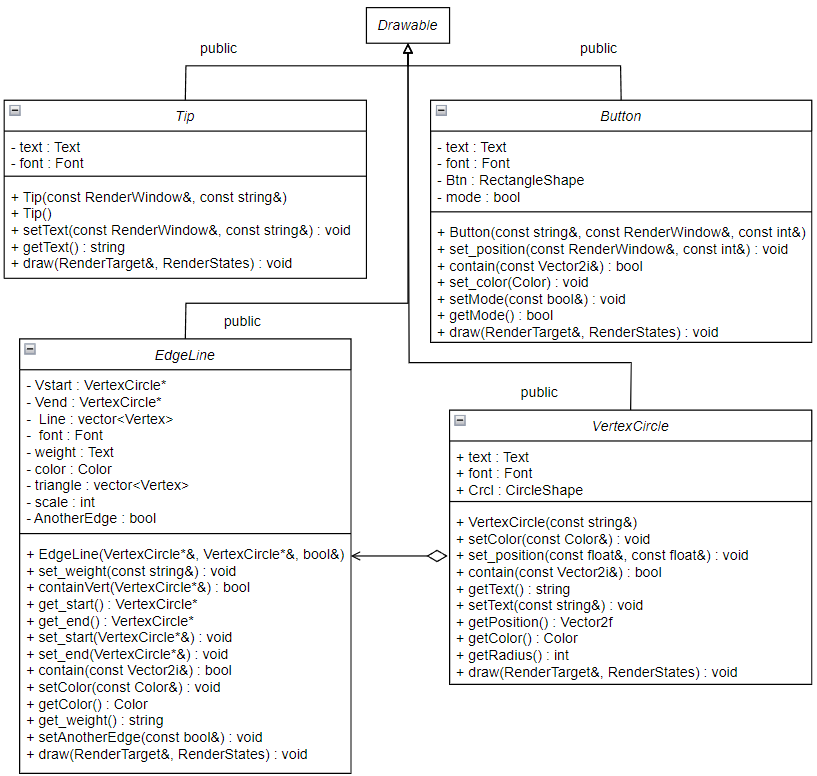 Drawable
public
public
Tip
- text : Text
- font : Font
+ Tip(const RenderWindow&, const string&)
+ Tip()
+ setText(const RenderWindow&, const string&) : void
+ getText() : string
+ draw(RenderTarget&, RenderStates) : void
Button
- text : Text
- font : Font
- Btn : RectangleShape
- mode : bool
+ Button(const string&, const RenderWindow&, const int&)
+ set_position(const RenderWindow&, const int&) : void
+ contain(const Vector2i&) : bool
+ set_color(Color) : void
+ setMode(const bool&) : void
+ getMode() : bool
+ draw(RenderTarget&, RenderStates) : void
public
EdgeLine
- Vstart : VertexCircle*
- Vend : VertexCircle*
- Line : vector<Vertex>
- font : Font
- weight : Text
- color : Color
- triangle : vector<Vertex>
- scale : int
- AnotherEdge : bool
+ EdgeLine(VertexCircle*&, VertexCircle*&, bool&)
+ set_weight(const string&) : void
+ containVert(VertexCircle*&) : bool
+ get_start() : VertexCircle*
+ get_end() : VertexCircle*
+ set_start(VertexCircle*&) : void
+ set_end(VertexCircle*&) : void
+ contain(const Vector2i&) : bool
+ setColor(const Color&) : void
+ getColor() : Color
+ get_weight() : string
+ setAnotherEdge(const bool&) : void
+ draw(RenderTarget&, RenderStates) : void
public
VertexCircle
+ text : Text
+ font : Font
+ Crcl : CircleShape
+ VertexCircle(const string&)
+ setColor(const Color&) : void
+ set_position(const float&, const float&) : void
+ contain(const Vector2i&) : bool
+ getText() : string
+ setText(const string&) : void
+ getPosition() : Vector2f
+ getColor() : Color
+ getRadius() : int
+ draw(RenderTarget&, RenderStates) : void